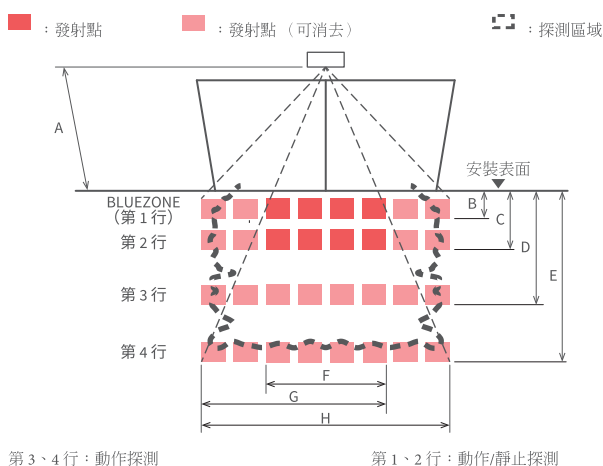 ：發射點 ：發射點（可消去） ：探測區域
A
安裝表面
BLUEZONE
（第 1 行）
B
C
第 2 行
D
E
第 3 行
第 4 行
F
G
H
第 3、4 行：動作探測 第 1、2 行：動作/靜止探測